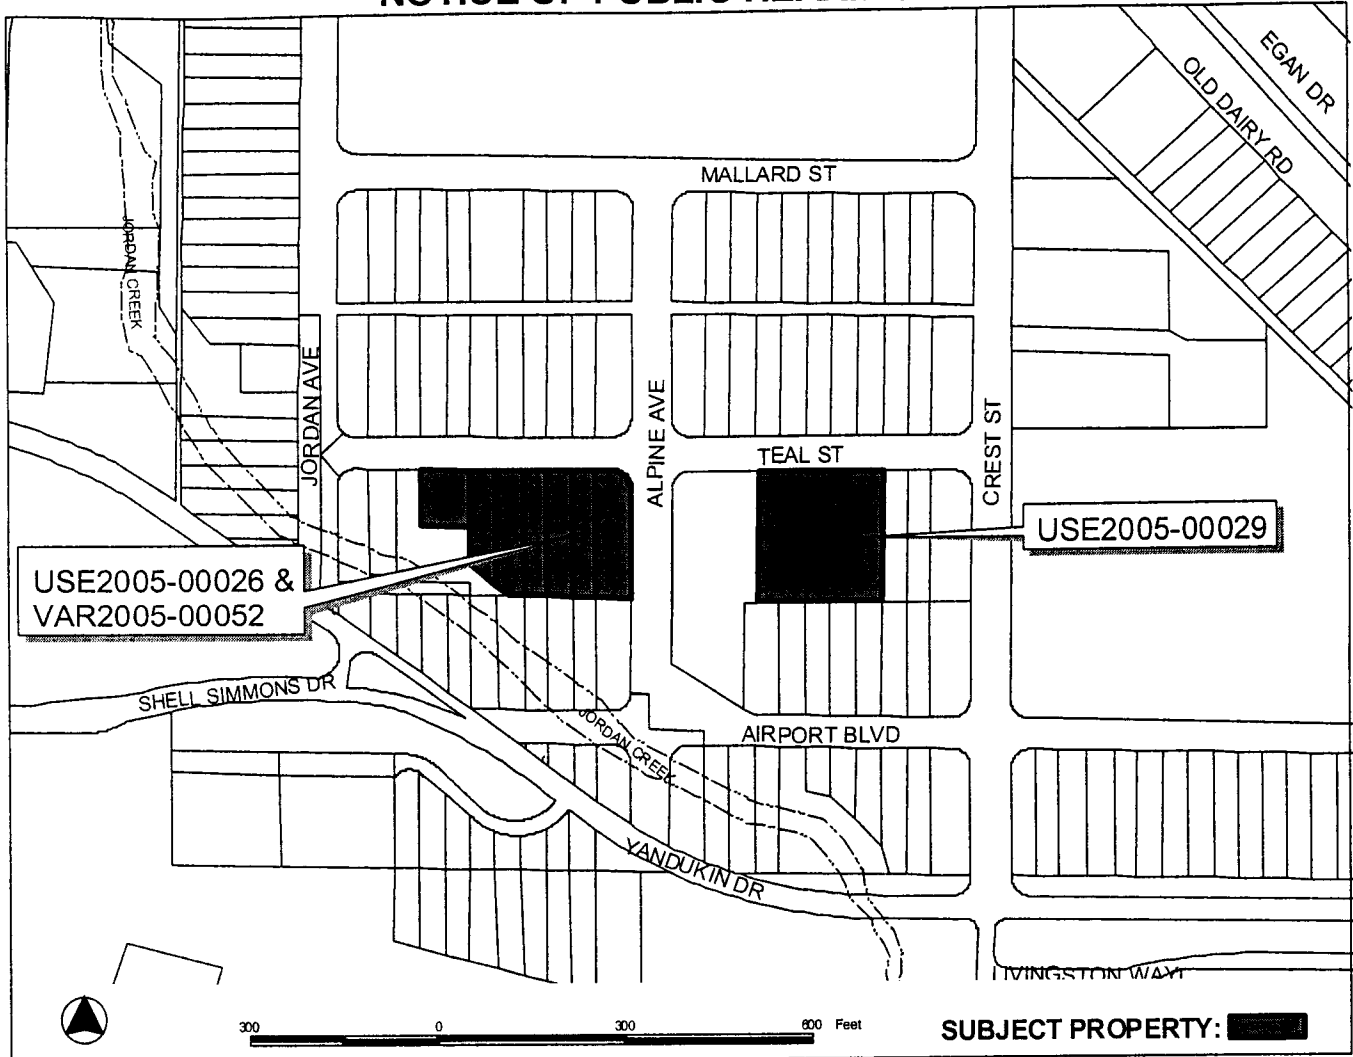 EGAN DR
OLD DAIRY RD
MALLARD ST
JORDAN CREEK
JORDAN AVE
ALPINE AVE
CREST ST
TEAL ST
USE2005-00029
USE2005-00026 &
VAR2005-00052
SHELL SIMMONS DR
JORDAN CREEK
AIRPORT BLVD
YANDUKIN DR
LIVINGSTON WAY
300 0 300 600 Feet
SUBJECT PROPERTY: